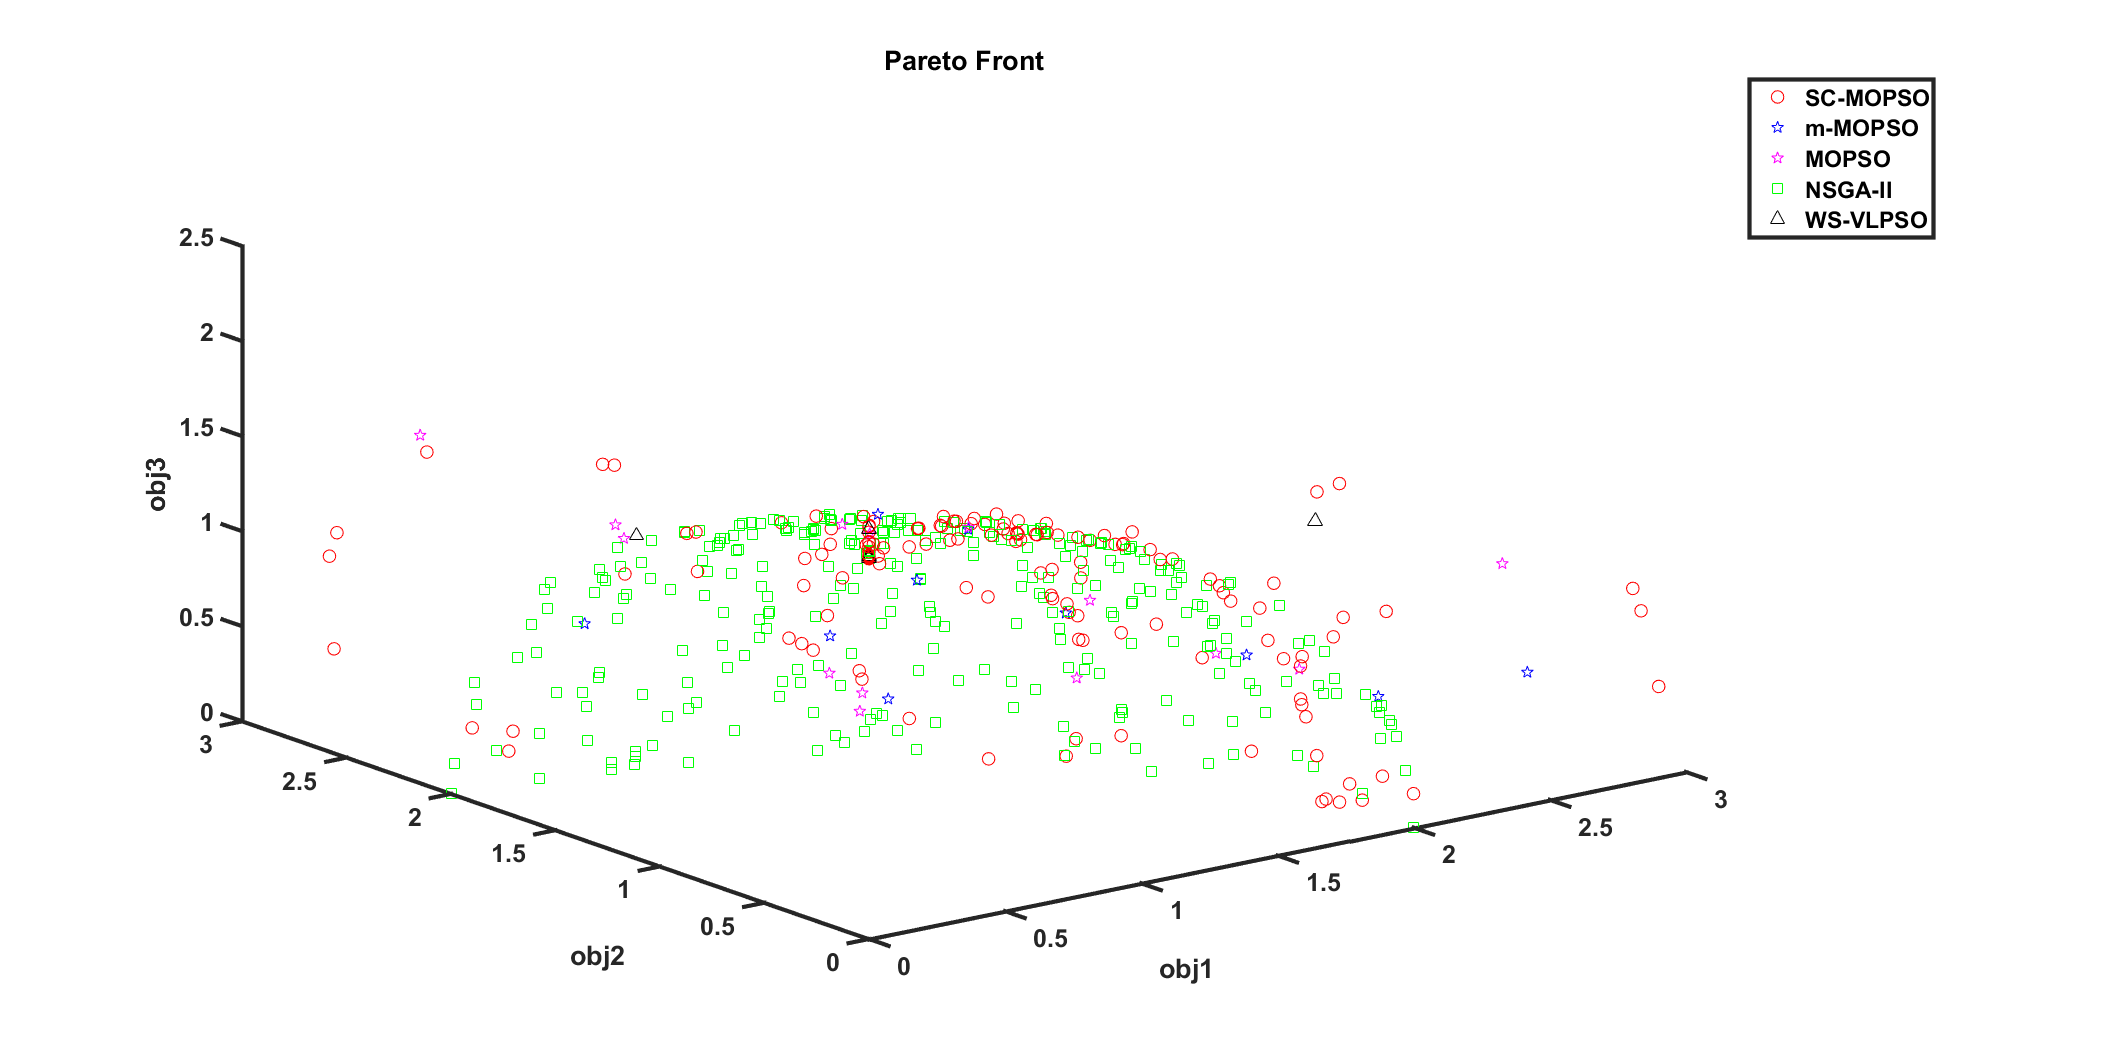 Pareto Front
SC-MOPSO
m-MOPSO
MOPSO
NSGA-II
WS-VLPSO
2.5
2
1.5
1
0.5
0
obj3
3
2.5
2
1.5
1
0.5
0
obj2
0
0.5
1
1.5
2
2.5
3
obj1